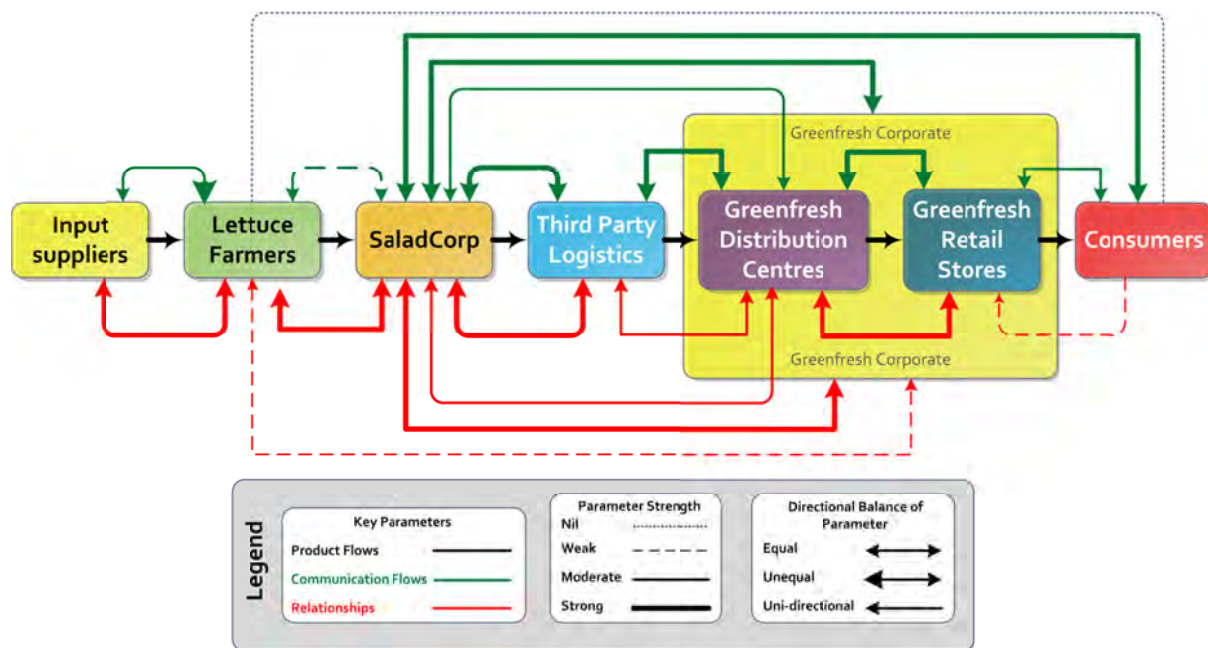 Greenfresh Corporate
Input
suppliers
Lettuce
Farmers
SaladCorp
Third Party
Logistics
Greenfresh
Distribution
Centres
Greenfresh
Retail
Stores
Consumers
Greenfresh Corporate
Legend
Key Parameters
Product Flows
Communication Flows
Relationships
Parameter Strength
Nil
Weak
Moderate
Strong
Directional Balance of
Parameter
Equal
Unequal
Uni-directional